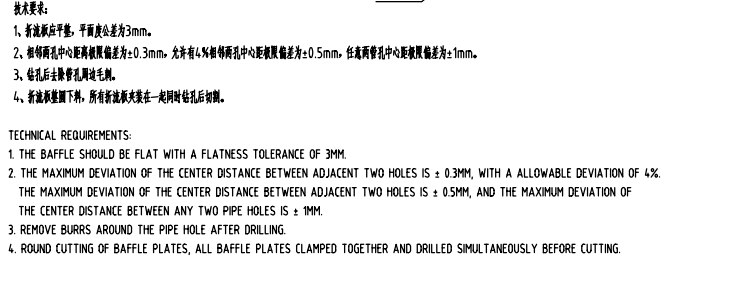 技术要求:
1、折流板应平整，平面度公差为3mm。
2、相邻两孔中心距离极限偏差为±0.3mm，允许有4%相邻两孔中心距极限偏差为±0.5mm，任意两管孔中心距极限偏差为±1mm。
3、钻孔后去除管孔周边毛刺。
4、折流板整圆下料，所有折流板夹装在一起同时钻孔后切割。
TECHNICAL REQUIREMENTS:
1. THE BAFFLE SHOULD BE FLAT WITH A FLATNESS TOLERANCE OF 3MM.
2. THE MAXIMUM DEVIATION OF THE CENTER DISTANCE BETWEEN ADJACENT TWO HOLES IS ± 0.3MM, WITH A ALLOWABLE DEVIATION OF 4%.
THE MAXIMUM DEVIATION OF THE CENTER DISTANCE BETWEEN ADJACENT TWO HOLES IS ± 0.5MM, AND THE MAXIMUM DEVIATION OF
THE CENTER DISTANCE BETWEEN ANY TWO PIPE HOLES IS ± 1MM.
3. REMOVE BURRS AROUND THE PIPE HOLE AFTER DRILLING.
4. ROUND CUTTING OF BAFFLE PLATES, ALL BAFFLE PLATES CLAMPED TOGETHER AND DRILLED SIMULTANEOUSLY BEFORE CUTTING.